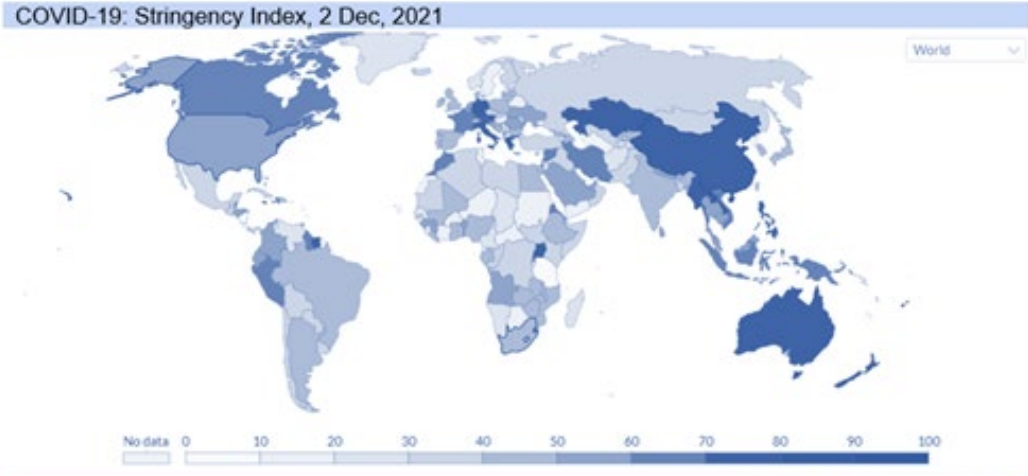 COVID-19: Stringency Index, 2 Dec, 2021
World
No data 0 10 20 30 40 50 60 70 80 90 100